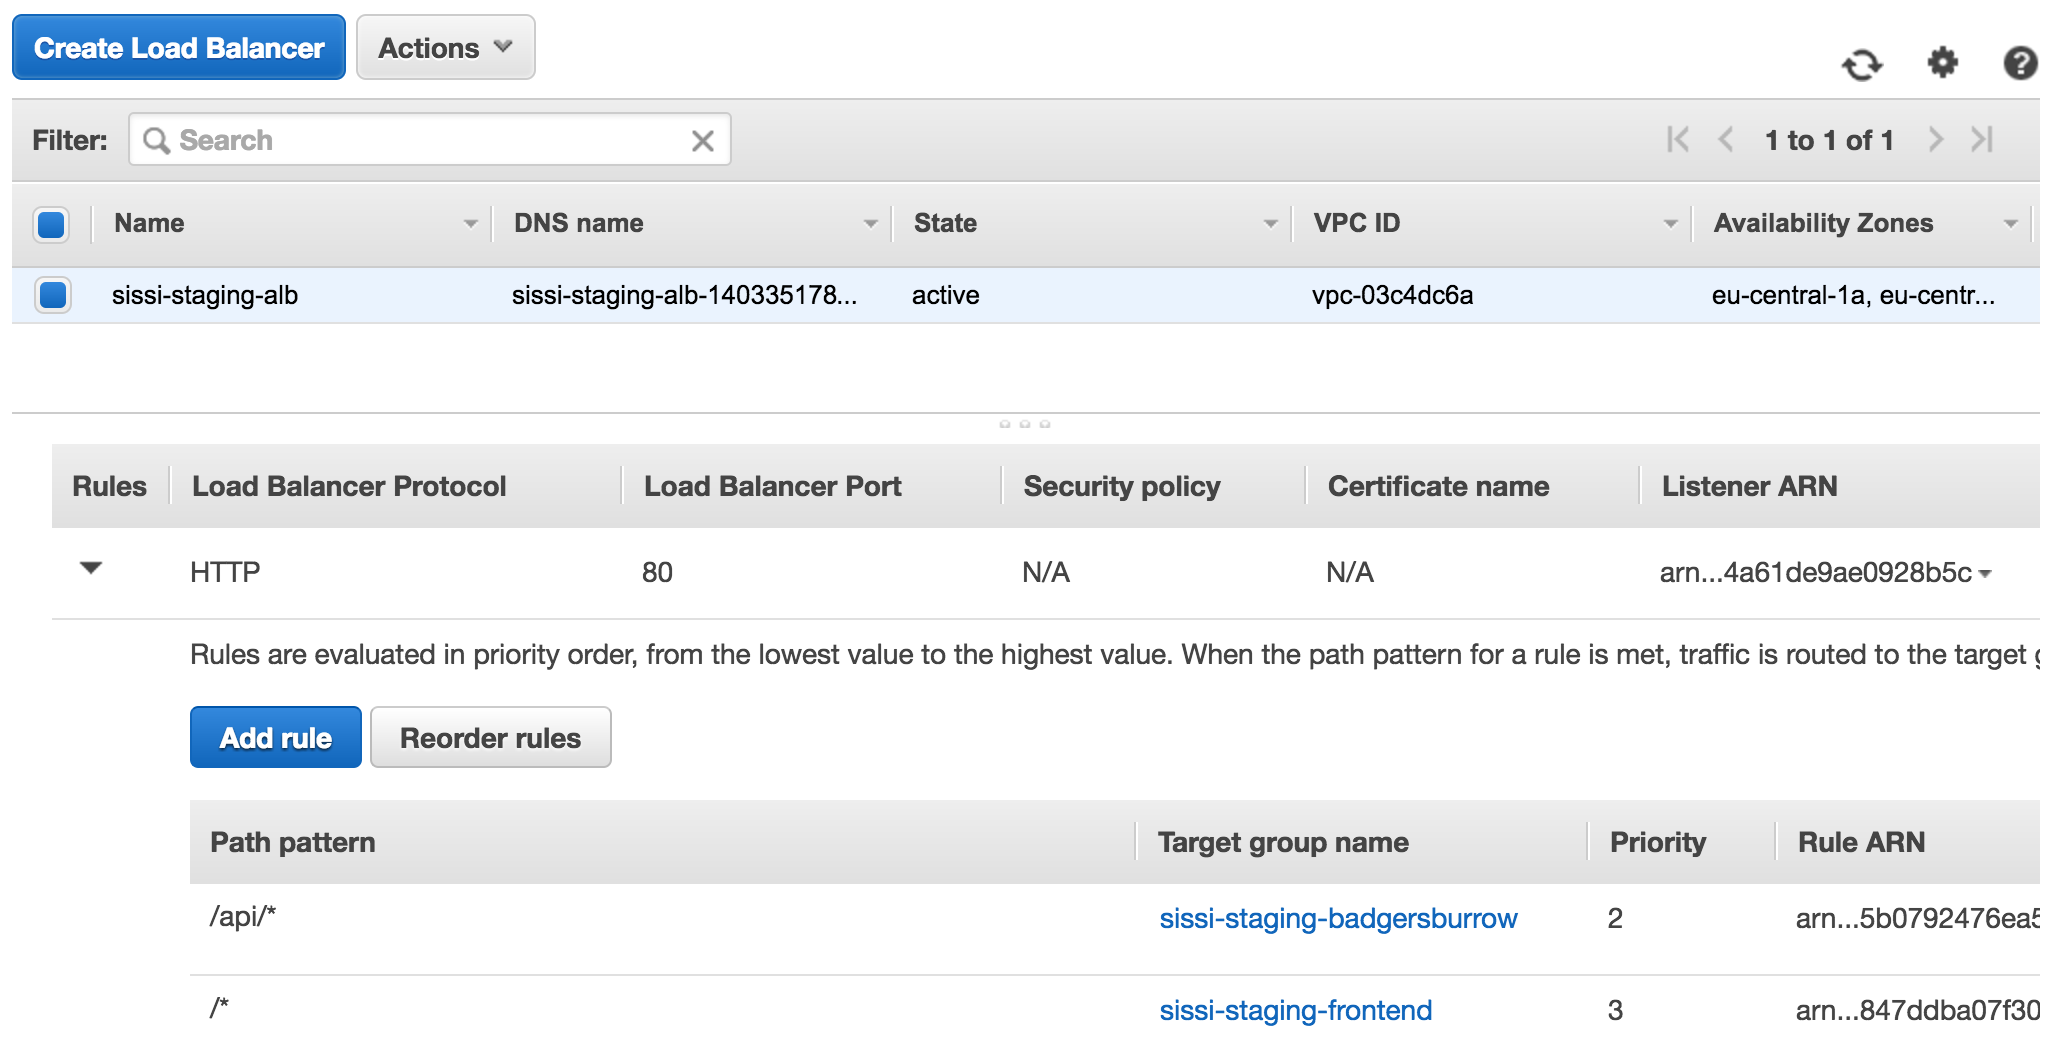 Create Load Balancer Actions
Filter: Search 1 to 1 of 1
Name DNS name State VPC ID Availability Zones
sissi-staging-alb sissi-staging-alb-140335178... active vpc-03c4dc6a eu-central-1a, eu-centr...
Rules Load Balancer Protocol Load Balancer Port Security policy Certificate name Listener ARN
HTTP 80 N/A N/A arn...4a61de9ae0928b5c
Rules are evaluated in priority order, from the lowest value to the highest value. When the path pattern for a rule is met, traffic is routed to the target
Add rule Reorder rules
Path pattern Target group name Priority Rule ARN
/api/* sissi-staging-badgersburrow 2 arn...5b0792476ea5
/* sissi-staging-frontend 3 arn...847ddba07f30